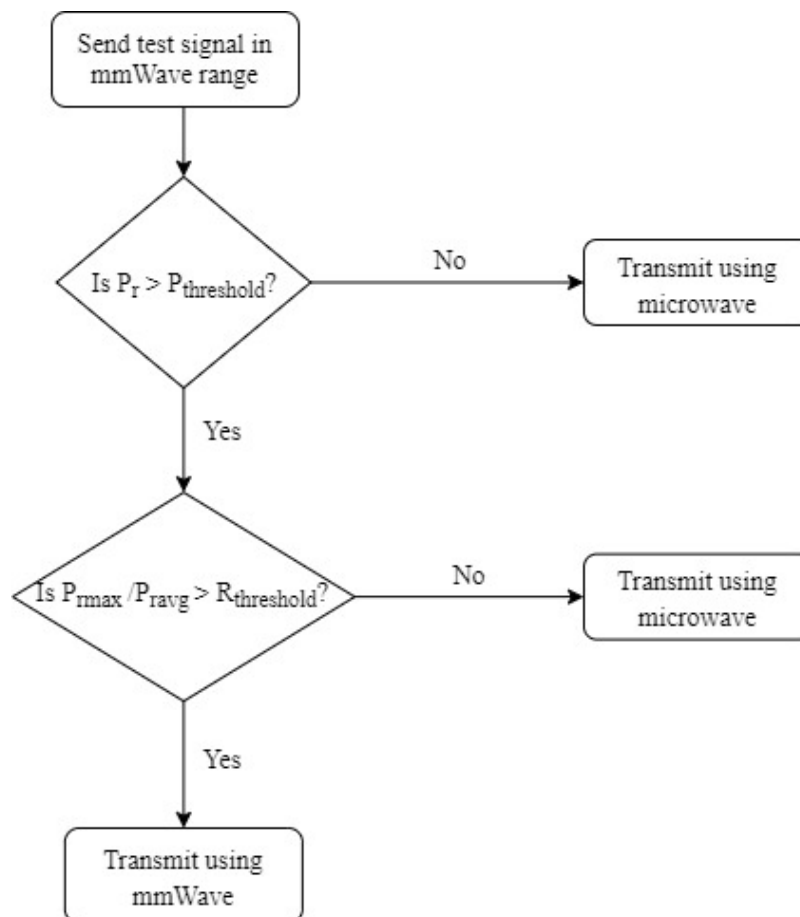 Send test signal in
mmWave range
Is Pr > Pthreshold?
No
Transmit using
microwave
Yes
Is Prmax /Pravg > Rthreshold?
No
Transmit using
microwave
Yes
Transmit using
mmWave